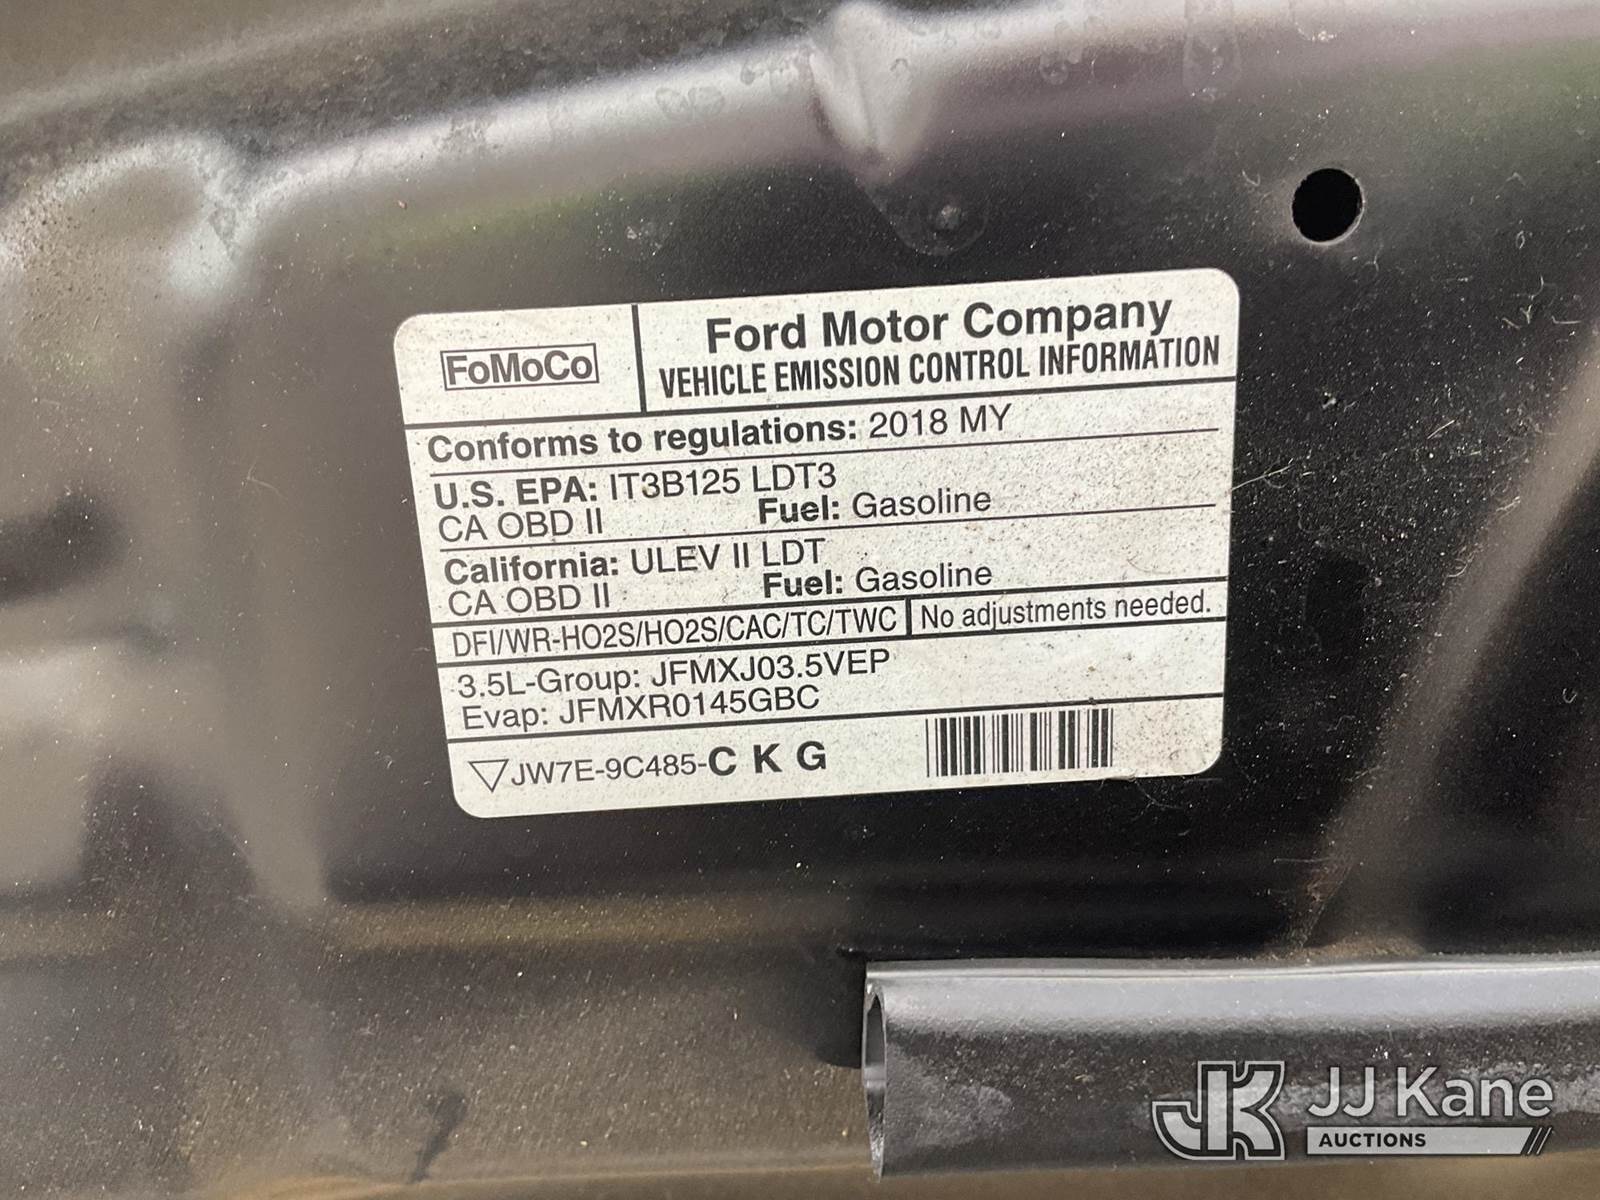 FoMoCo
Ford Motor Company
VEHICLE EMISSION CONTROL INFORMATION
Conforms to regulations: 2018 MY
U.S. EPA: IT3B125 LDT3
CA OBD II Fuel: Gasoline
California: ULEV II LDT
CA OBD II Fuel: Gasoline
DFI/WR-HO2S/HO2S/CAC/TC/TWC No adjustments needed.
3.5L-Group: JFMXJ03.5VEP
Evap: JFMXR0145GBC
JW7E-9C485-C K G
JK JJ Kane
AUCTIONS